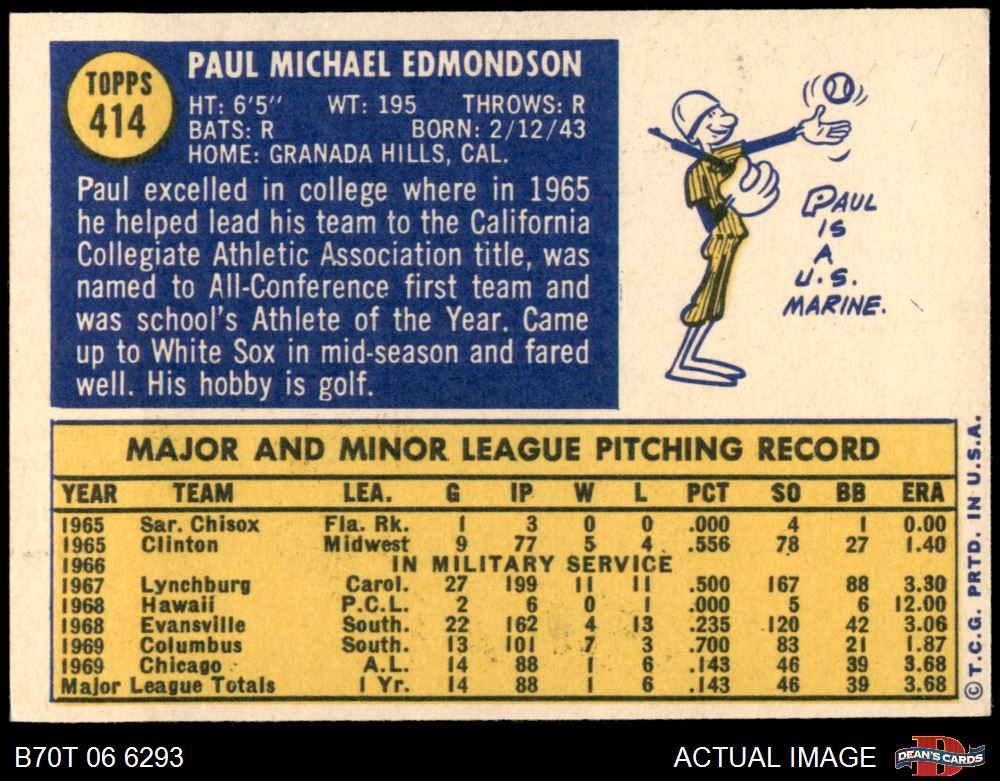 TOPPS
414
PAUL MICHAEL EDMONDSON
HT: 6'5" WT: 195 THROWS: R
BATS: R BORN: 2/12/43
HOME: GRANADA HILLS, CAL.
Paul excelled in college where in 1965
he helped lead his team to the California
Collegiate Athletic Association title, was
named to All-Conference first team and
was school's Athlete of the Year. Came
up to White Sox in mid-season and fared
well. His hobby is golf.
PAUL
IS
A
U.S.
MARINE.
MAJOR AND MINOR LEAGUE PITCHING RECORD
YEAR TEAM LEA. G IP W L PCT SO BB ERA
1965 Sar. Chisox Fla. Rk. 1 3 0 0 .000 4 1 0.00
1965 Clinton Midwest 9 77 5 4 .556 78 27 1.40
1966 IN MILITARY SERVICE
1967 Lynchburg Carol. 27 199 11 11 .500 167 88 3.30
1968 Hawaii P.C.L. 2 6 0 1 .000 5 6 12.00
1968 Evansville South. 22 162 4 13 .235 120 42 3.06
1969 Columbus South. 13 101 7 3 .700 83 21 1.87
1969 Chicago A.L. 14 88 1 6 .143 46 39 3.68
Major League Totals 1 Yr. 14 88 1 6 .143 46 39 3.68
© T.C.G. PRTD. IN U.S.A.
B70T 06 6293
ACTUAL IMAGE
D
DEAN'S CARDS